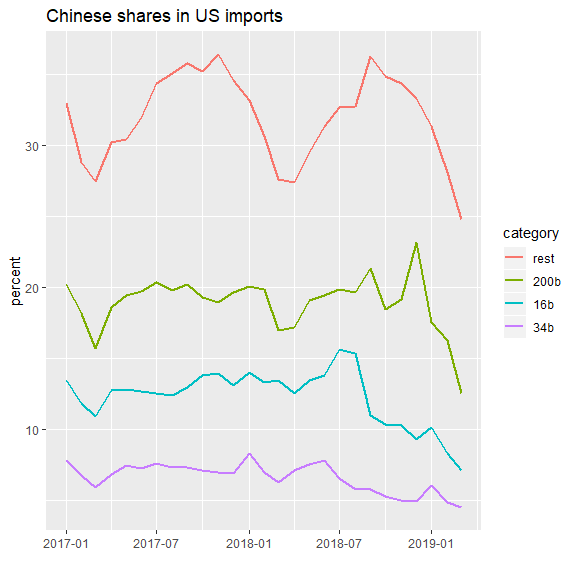 Chinese shares in US imports
percent
30
20
10
2017-01
2017-07
2018-01
2018-07
2019-01
category
rest
200b
16b
34b